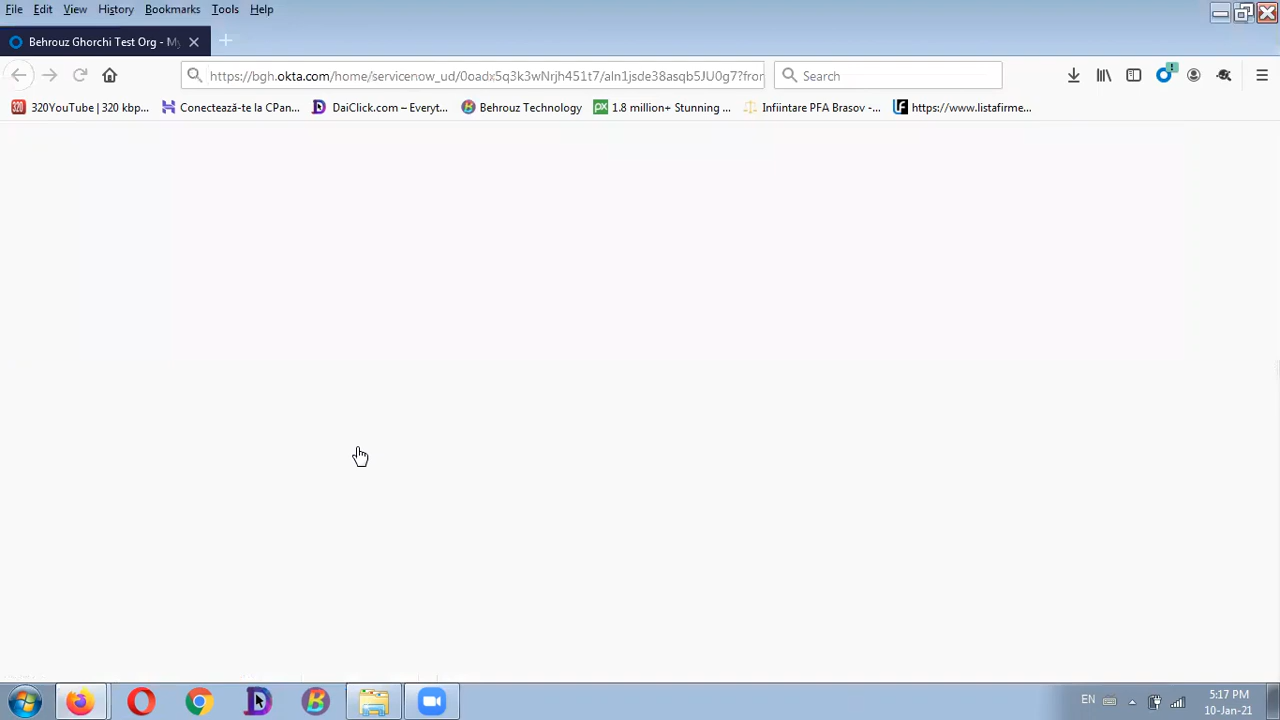 File Edit View History Bookmarks Tools Help
Behrouz Ghorchi Test Org - My
https://bgh.okta.com/home/servicenow_ud/0oadx5q3k3wNrjh451t7/aln1jsde38asqb5JU0g7?fror
Search
320YouTube | 320 kbp... Conectează-te la CPan... DaiClick.com – Everyt... Behrouz Technology 1.8 million+ Stunning ... Infiintare PFA Brasov -... https://www.listafirme...
EN 5:17 PM
10-Jan-21